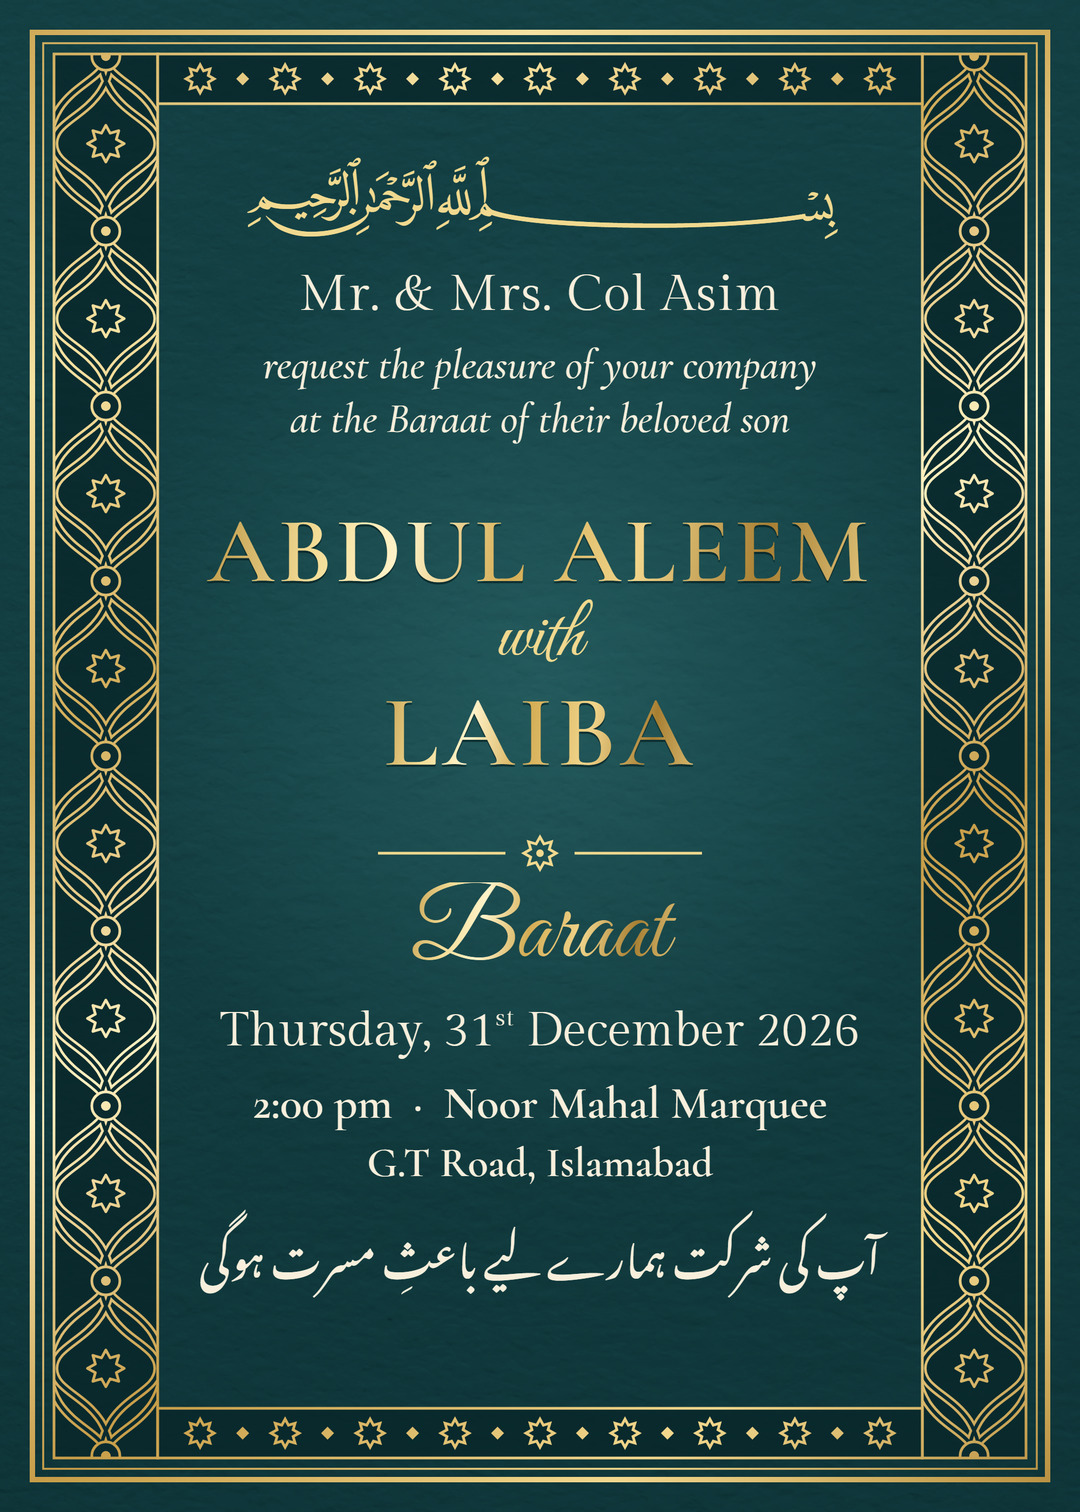 بِسْمِ ٱللَّهِ ٱلرَّحْمَٰنِ ٱلرَّحِيمِ
Mr. & Mrs. Col Asim
request the pleasure of your company
at the Baraat of their beloved son
ABDUL ALEEM
with
LAIBA
Baraat
Thursday, 31st December 2026
2:00 pm · Noor Mahal Marquee
G.T Road, Islamabad
آپ کی شرکت ہمارے لیے باعثِ مسرت ہوگی